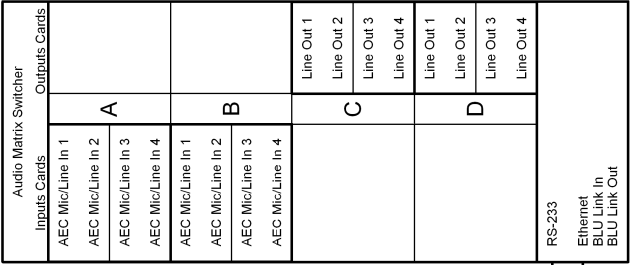 Audio Matrix Switcher
Inputs Cards
Outputs Cards
AEC Mic/Line In 1
AEC Mic/Line In 2
AEC Mic/Line In 3
AEC Mic/Line In 4
A
AEC Mic/Line In 1
AEC Mic/Line In 2
AEC Mic/Line In 3
AEC Mic/Line In 4
B
C
Line Out 1
Line Out 2
Line Out 3
Line Out 4
D
Line Out 1
Line Out 2
Line Out 3
Line Out 4
RS-233
Ethernet
BLU Link In
BLU Link Out